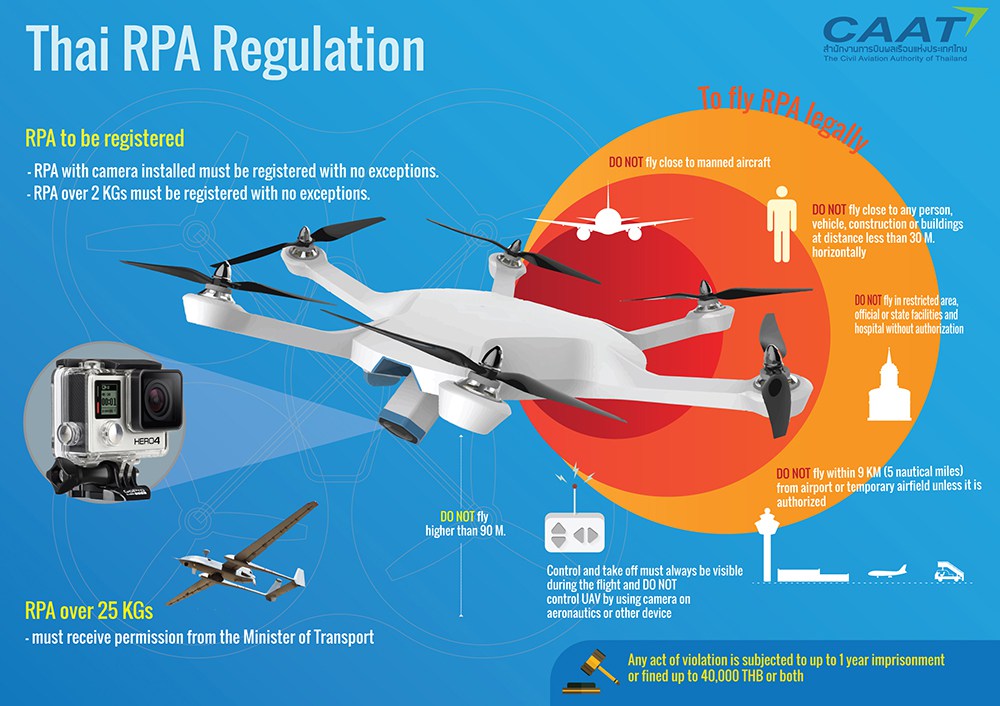 Thai RPA Regulation
CAAT
สำนักงานการบินพลเรือนแห่งประเทศไทย
The Civil Aviation Authority of Thailand
RPA to be registered
- RPA with camera installed must be registered with no exceptions.
- RPA over 2 KGs must be registered with no exceptions.
To fly RPA legally
DO NOT fly close to manned aircraft
DO NOT fly close to any person,
vehicle, construction or buildings
at distance less than 30 M.
horizontally
DO NOT fly in restricted area,
official or state facilities and
hospital without authorization
HERO4
DO NOT fly within 9 KM (5 nautical miles)
from airport or temporary airfield unless it is
authorized
DO NOT fly
higher than 90 M.
Control and take off must always be visible
during the flight and DO NOT
control UAV by using camera on
aeronautics or other device
RPA over 25 KGs
- must receive permission from the Minister of Transport
Any act of violation is subjected to up to 1 year imprisonment
or fined up to 40,000 THB or both